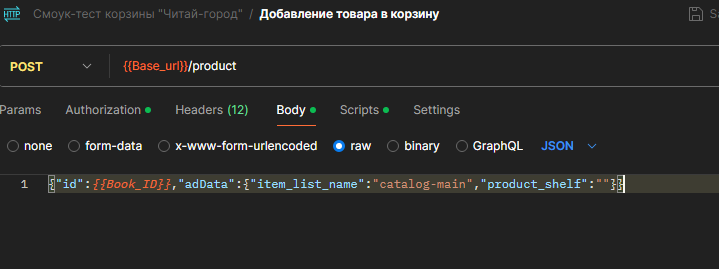 HTTP
Смоук-тест корзины "Читай-город" / Добавление товара в корзину
POST {{Base_url}}/product
Params Authorization Headers (12) Body Scripts Settings
none form-data x-www-form-urlencoded raw binary GraphQL JSON
1 {"id":{{Book_ID}},"adData":{"item_list_name":"catalog-main","product_shelf":""}}